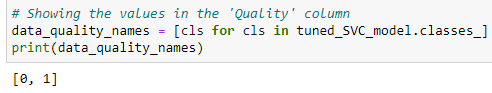 # Showing the values in the 'Quality' column
data_quality_names = [cls for cls in tuned_SVC_model.classes_]
print(data_quality_names)
[0, 1]